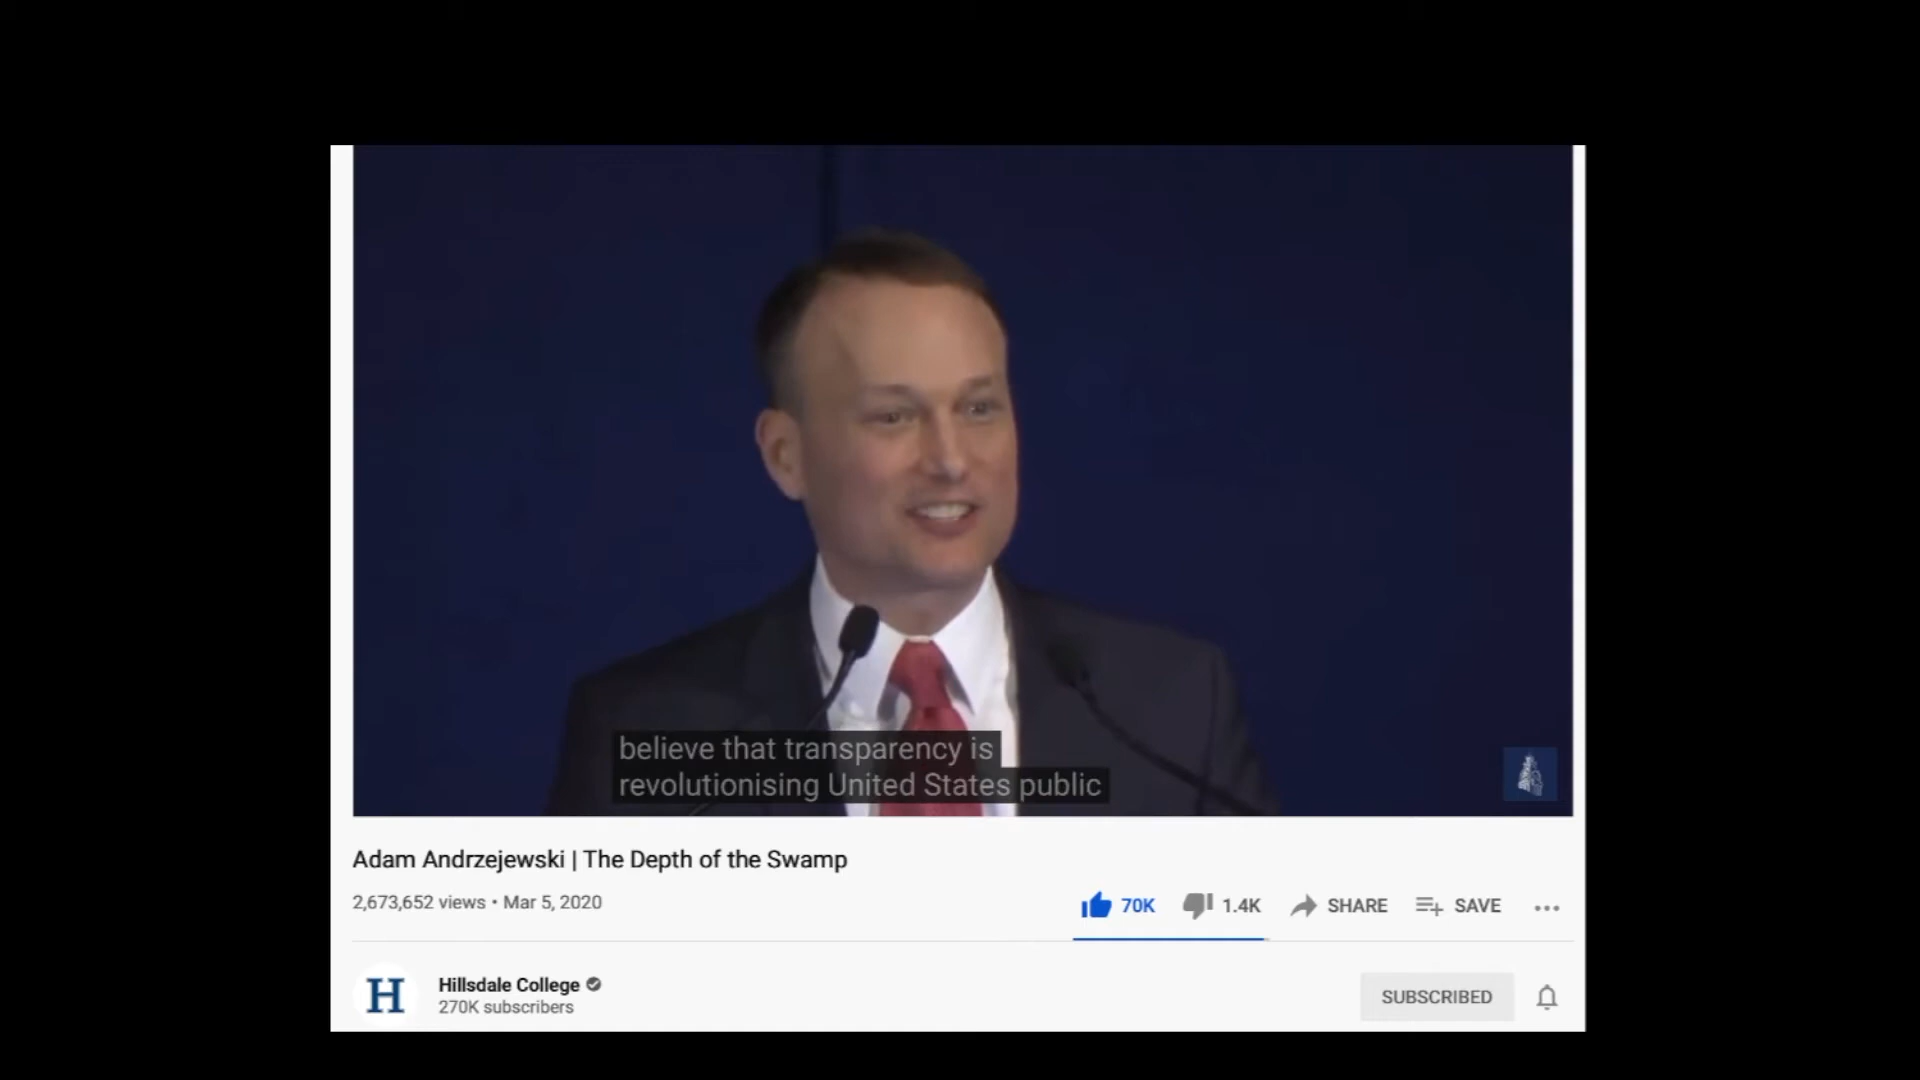 believe that transparency is
revolutionising United States public
Adam Andrzejewski | The Depth of the Swamp
2,673,652 views • Mar 5, 2020
70K 1.4K SHARE SAVE
H
Hillsdale College
270K subscribers
SUBSCRIBED